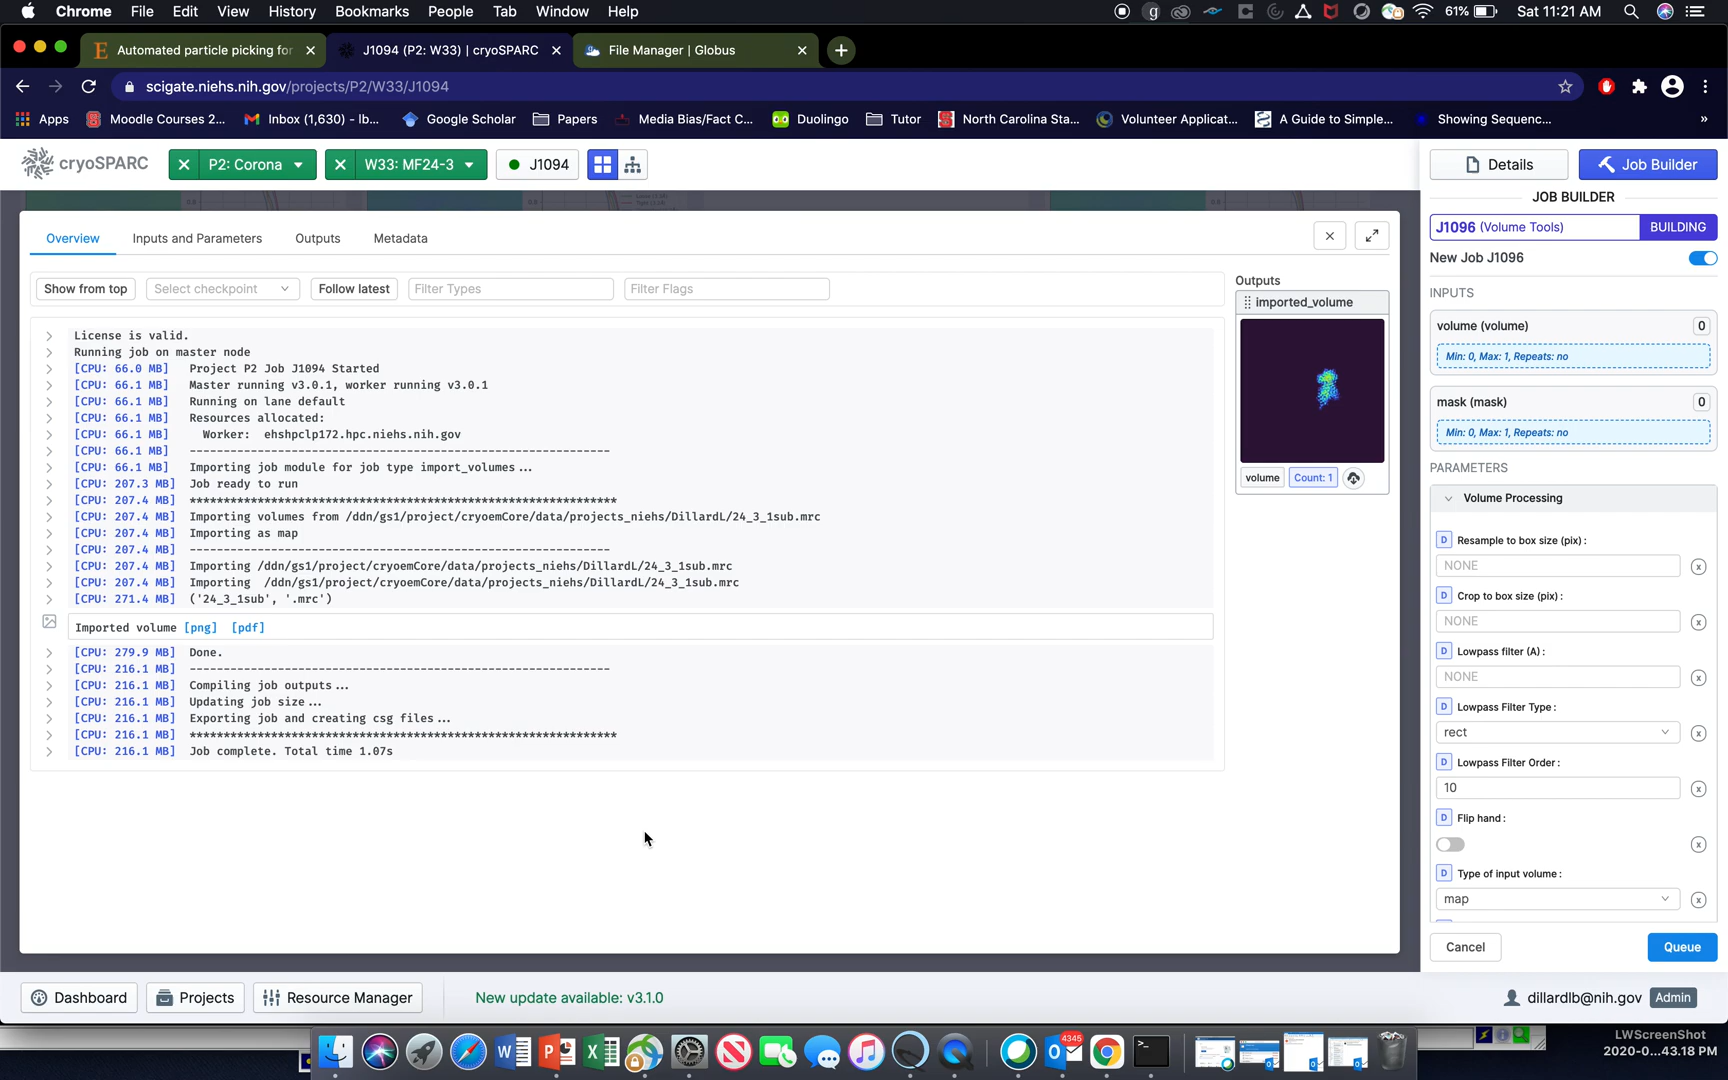 Chrome File Edit View History Bookmarks People Tab Window Help 61% Sat 11:21 AM
Automated particle picking for J1094 (P2: W33) | cryoSPARC File Manager | Globus
scigate.niehs.nih.gov/projects/P2/W33/J1094
Apps Moodle Courses 2... Inbox (1,630) - lb... Google Scholar Papers Media Bias/Fact C... Duolingo Tutor North Carolina Sta... Volunteer Applicat... A Guide to Simple... Showing Sequenc... »
cryoSPARC P2: Corona W33: MF24-3 J1094 Details Job Builder
JOB BUILDER
J1096 (Volume Tools) BUILDING
New Job J1096
INPUTS
volume (volume) 0
Min: 0, Max: 1, Repeats: no
mask (mask) 0
Min: 0, Max: 1, Repeats: no
PARAMETERS
Volume Processing
D Resample to box size (pix) :
NONE
D Crop to box size (pix) :
NONE
D Lowpass filter (A) :
NONE
D Lowpass Filter Type :
rect
D Lowpass Filter Order :
10
D Flip hand :
D Type of input volume :
map
Cancel Queue
Overview Inputs and Parameters Outputs Metadata
Show from top Select checkpoint Follow latest Filter Types Filter Flags
License is valid.
Running job on master node
[CPU: 66.0 MB] Project P2 Job J1094 Started
[CPU: 66.1 MB] Master running v3.0.1, worker running v3.0.1
[CPU: 66.1 MB] Running on lane default
[CPU: 66.1 MB] Resources allocated:
[CPU: 66.1 MB] Worker: ehshpclp172.hpc.niehs.nih.gov
[CPU: 66.1 MB] --------------------------------------------------------------
[CPU: 66.1 MB] Importing job module for job type import_volumes...
[CPU: 207.3 MB] Job ready to run
[CPU: 207.4 MB] ***************************************************************
[CPU: 207.4 MB] Importing volumes from /ddn/gs1/project/cryoemCore/data/projects_niehs/DillardL/24_3_1sub.mrc
[CPU: 207.4 MB] Importing as map
[CPU: 207.4 MB] --------------------------------------------------------------
[CPU: 207.4 MB] Importing /ddn/gs1/project/cryoemCore/data/projects_niehs/DillardL/24_3_1sub.mrc
[CPU: 207.4 MB] Importing /ddn/gs1/project/cryoemCore/data/projects_niehs/DillardL/24_3_1sub.mrc
[CPU: 271.4 MB] ('24_3_1sub', '.mrc')
Imported volume [png] [pdf]
[CPU: 279.9 MB] Done.
[CPU: 216.1 MB] --------------------------------------------------------------
[CPU: 216.1 MB] Compiling job outputs...
[CPU: 216.1 MB] Updating job size...
[CPU: 216.1 MB] Exporting job and creating csg files...
[CPU: 216.1 MB] ***************************************************************
[CPU: 216.1 MB] Job complete. Total time 1.07s
Outputs
imported_volume
volume Count: 1
Dashboard Projects Resource Manager New update available: v3.1.0 dillardlb@nih.gov Admin
4345
LWScreenShot
2020-0...43.18 PM